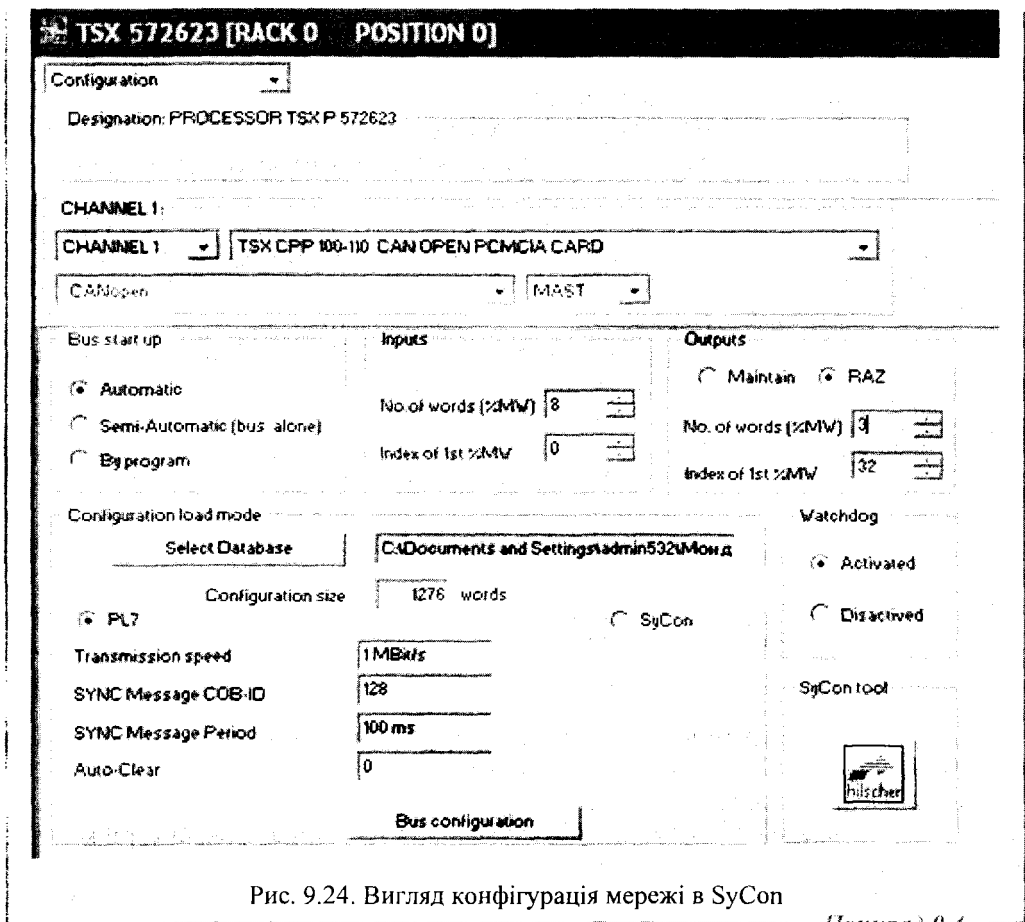 TSX 572623 [RACK 0 POSITION 0]
Configuration
Designation: PROCESSOR TSX P 572623
CHANNEL 1:
CHANNEL 1 TSX CPP 100-110 CAN OPEN PCMCIA CARD
CANopen MAST
Bus start up Inputs Outputs
Maintain RAZ
Automatic
No. of words (%MW) 8
Semi-Automatic (bus alone)
No. of words (%MW) 3
By program
Index of 1st %MW 0
Index of 1st %MW 32
Configuration load mode Watchdog
Select Database C:\Documents and Settings\admin532\Мои д
Activated
Configuration size 1276 words
PL7 SyCon
Disactived
Transmission speed 1 MBit/s
SYNC Message COB-ID 128
SyCon tool
SYNC Message Period 100 ms
Auto-Clear 0
hilscher
Bus configuration
Рис. 9.24. Вигляд конфігурація мережі в SyCon